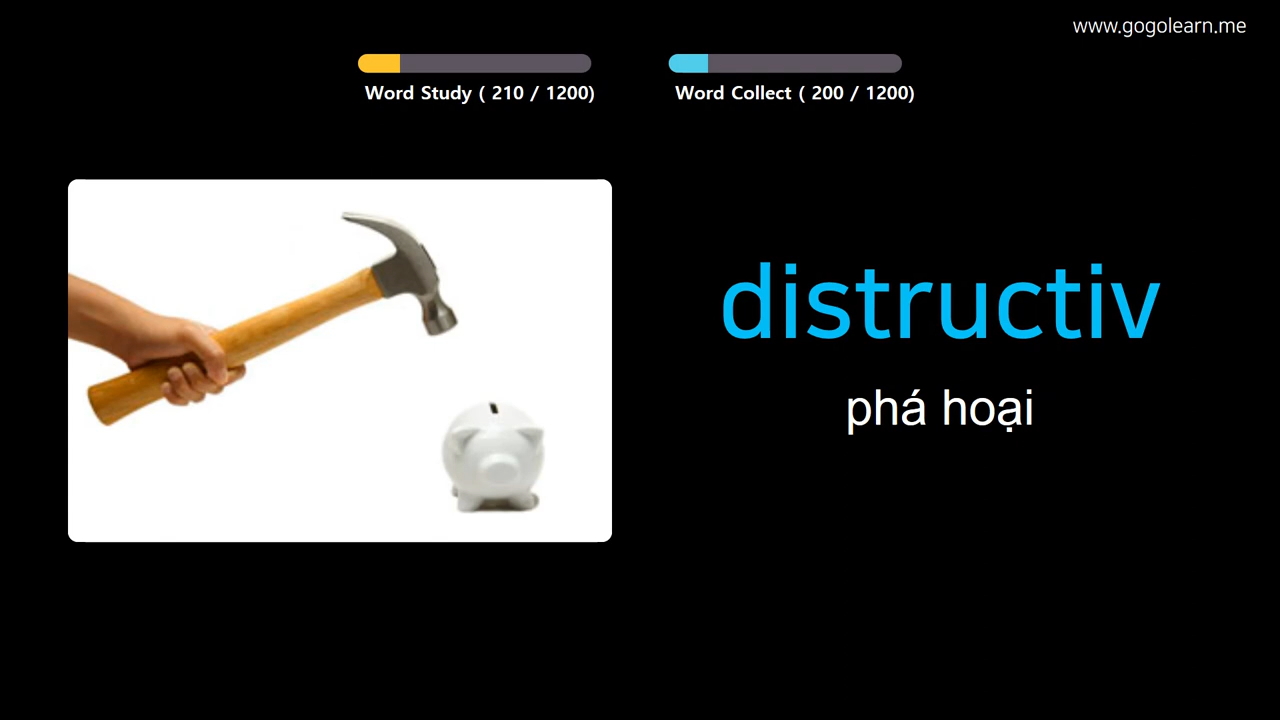 www.gogolearn.me
Word Study ( 210 / 1200)
Word Collect ( 200 / 1200)
distructiv
phá hoại